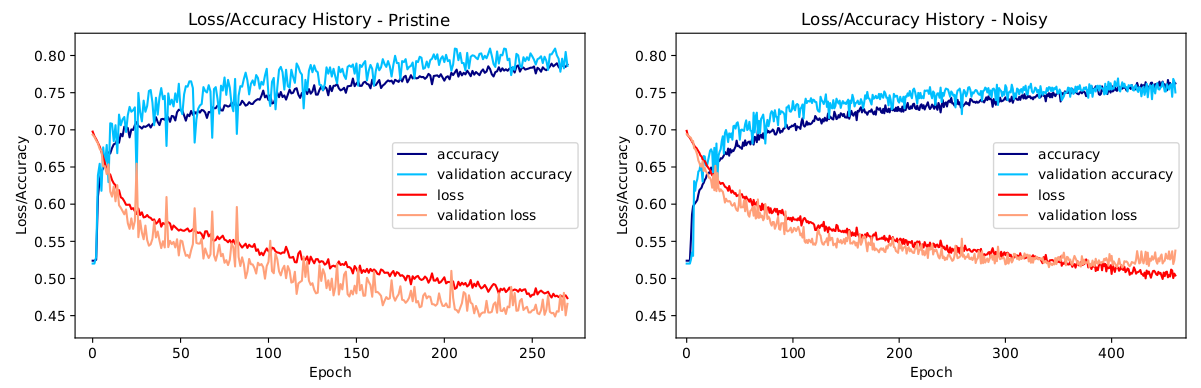 Loss/Accuracy History - Pristine
Loss/Accuracy
0.80
0.75
0.70
0.65
0.60
0.55
0.50
0.45
accuracy
validation accuracy
loss
validation loss
0 50 100 150 200 250
Epoch
Loss/Accuracy History - Noisy
Loss/Accuracy
0.80
0.75
0.70
0.65
0.60
0.55
0.50
0.45
accuracy
validation accuracy
loss
validation loss
0 100 200 300 400
Epoch